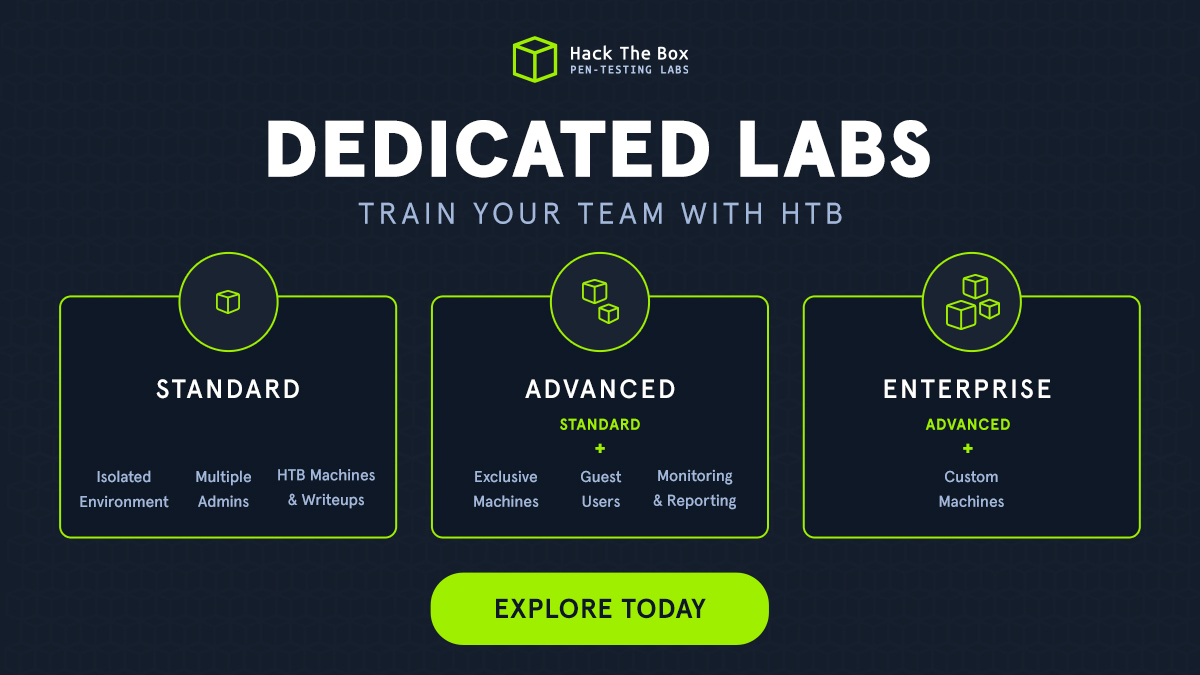 Hack The Box
PEN-TESTING LABS
DEDICATED LABS
TRAIN YOUR TEAM WITH HTB
STANDARD
Isolated
Environment
Multiple
Admins
HTB Machines
& Writeups
ADVANCED
STANDARD
+
Exclusive
Machines
Guest
Users
Monitoring
& Reporting
ENTERPRISE
ADVANCED
+
Custom
Machines
EXPLORE TODAY